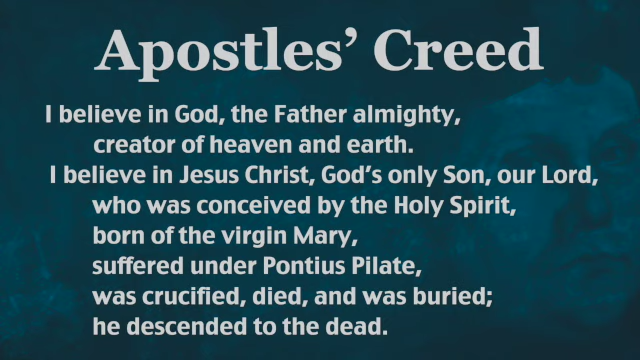 Apostles’ Creed
I believe in God, the Father almighty,
creator of heaven and earth.
I believe in Jesus Christ, God’s only Son, our Lord,
who was conceived by the Holy Spirit,
born of the virgin Mary,
suffered under Pontius Pilate,
was crucified, died, and was buried;
he descended to the dead.